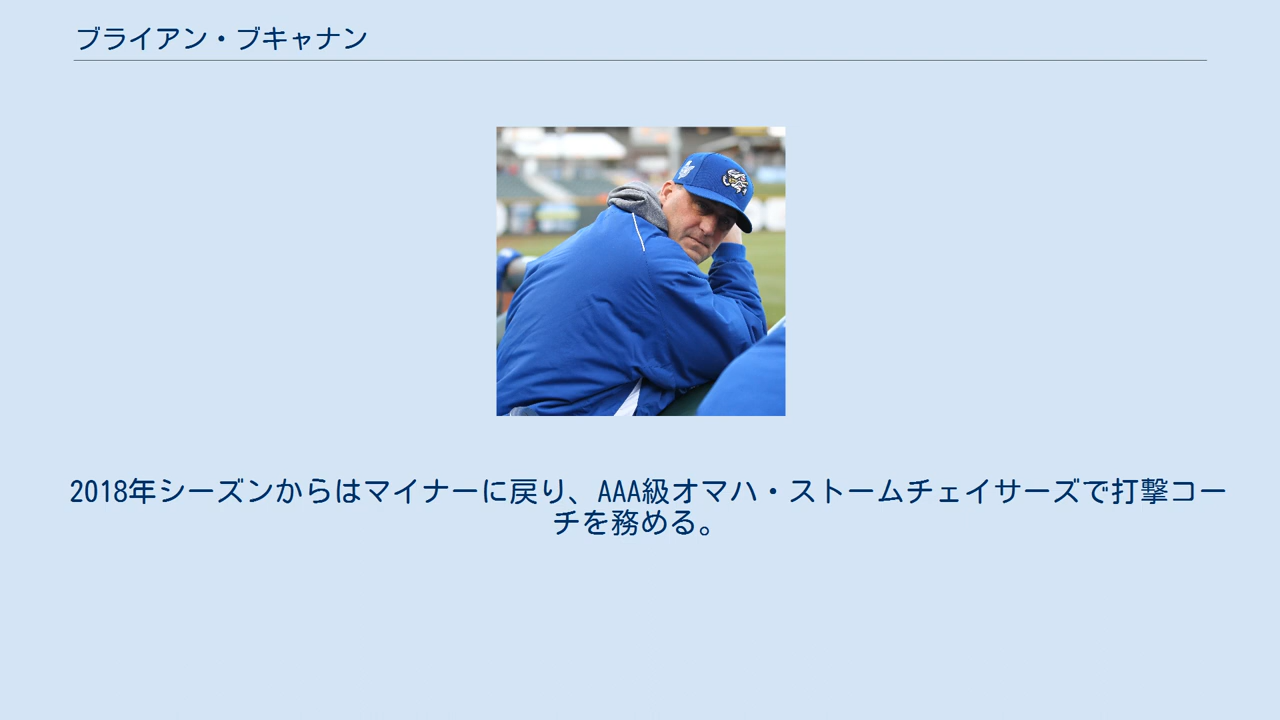 ブライアン・ブキャナン
2018年シーズンからはマイナーに戻り、AAA級オマハ・ストームチェイサーズで打撃コー
チを務める。